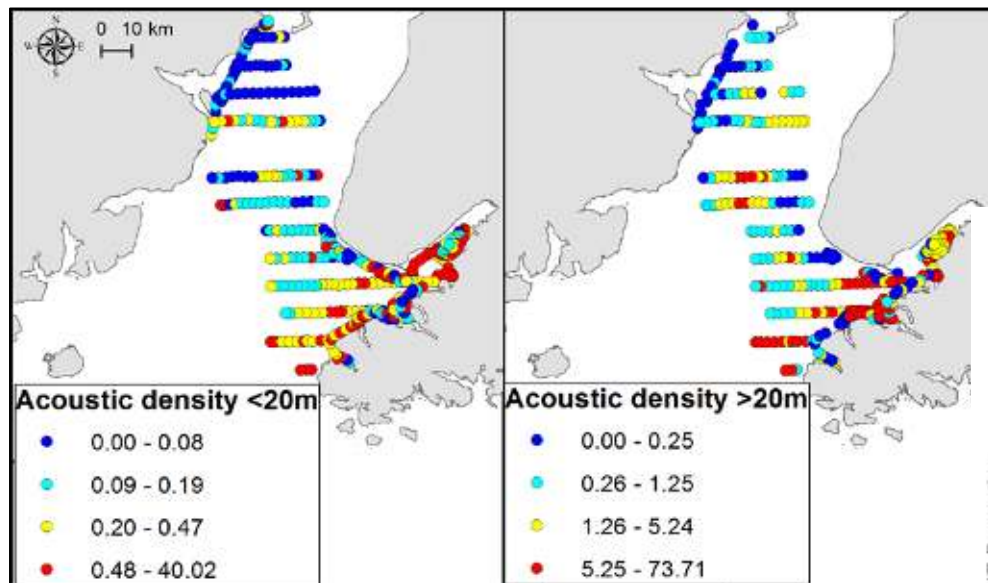 N
W E
S
0 10 km
Acoustic density <20m
0.00 - 0.08
0.09 - 0.19
0.20 - 0.47
0.48 - 40.02
Acoustic density >20m
0.00 - 0.25
0.26 - 1.25
1.26 - 5.24
5.25 - 73.71